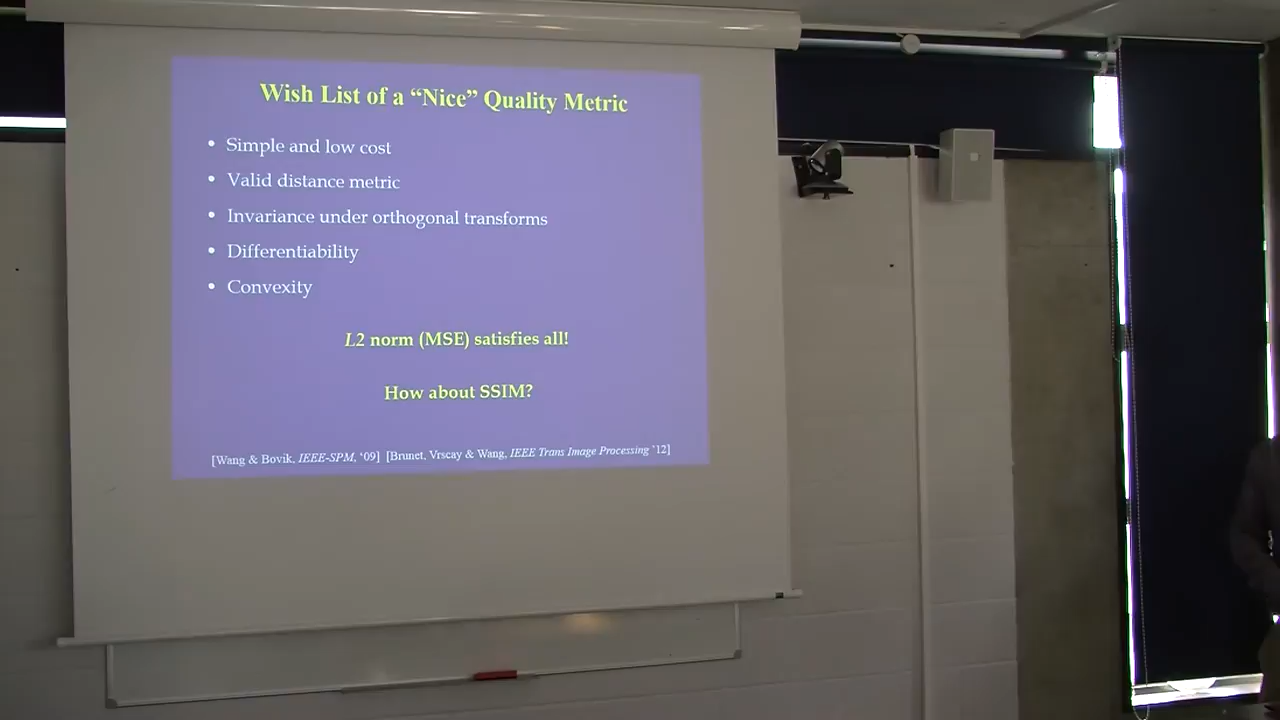 Wish List of a “Nice” Quality Metric
• Simple and low cost
• Valid distance metric
• Invariance under orthogonal transforms
• Differentiability
• Convexity
L2 norm (MSE) satisfies all!
How about SSIM?
[Wang & Bovik, IEEE-SPM, ‘09] [Brunet, Vrscay & Wang, IEEE Trans Image Processing ’12]